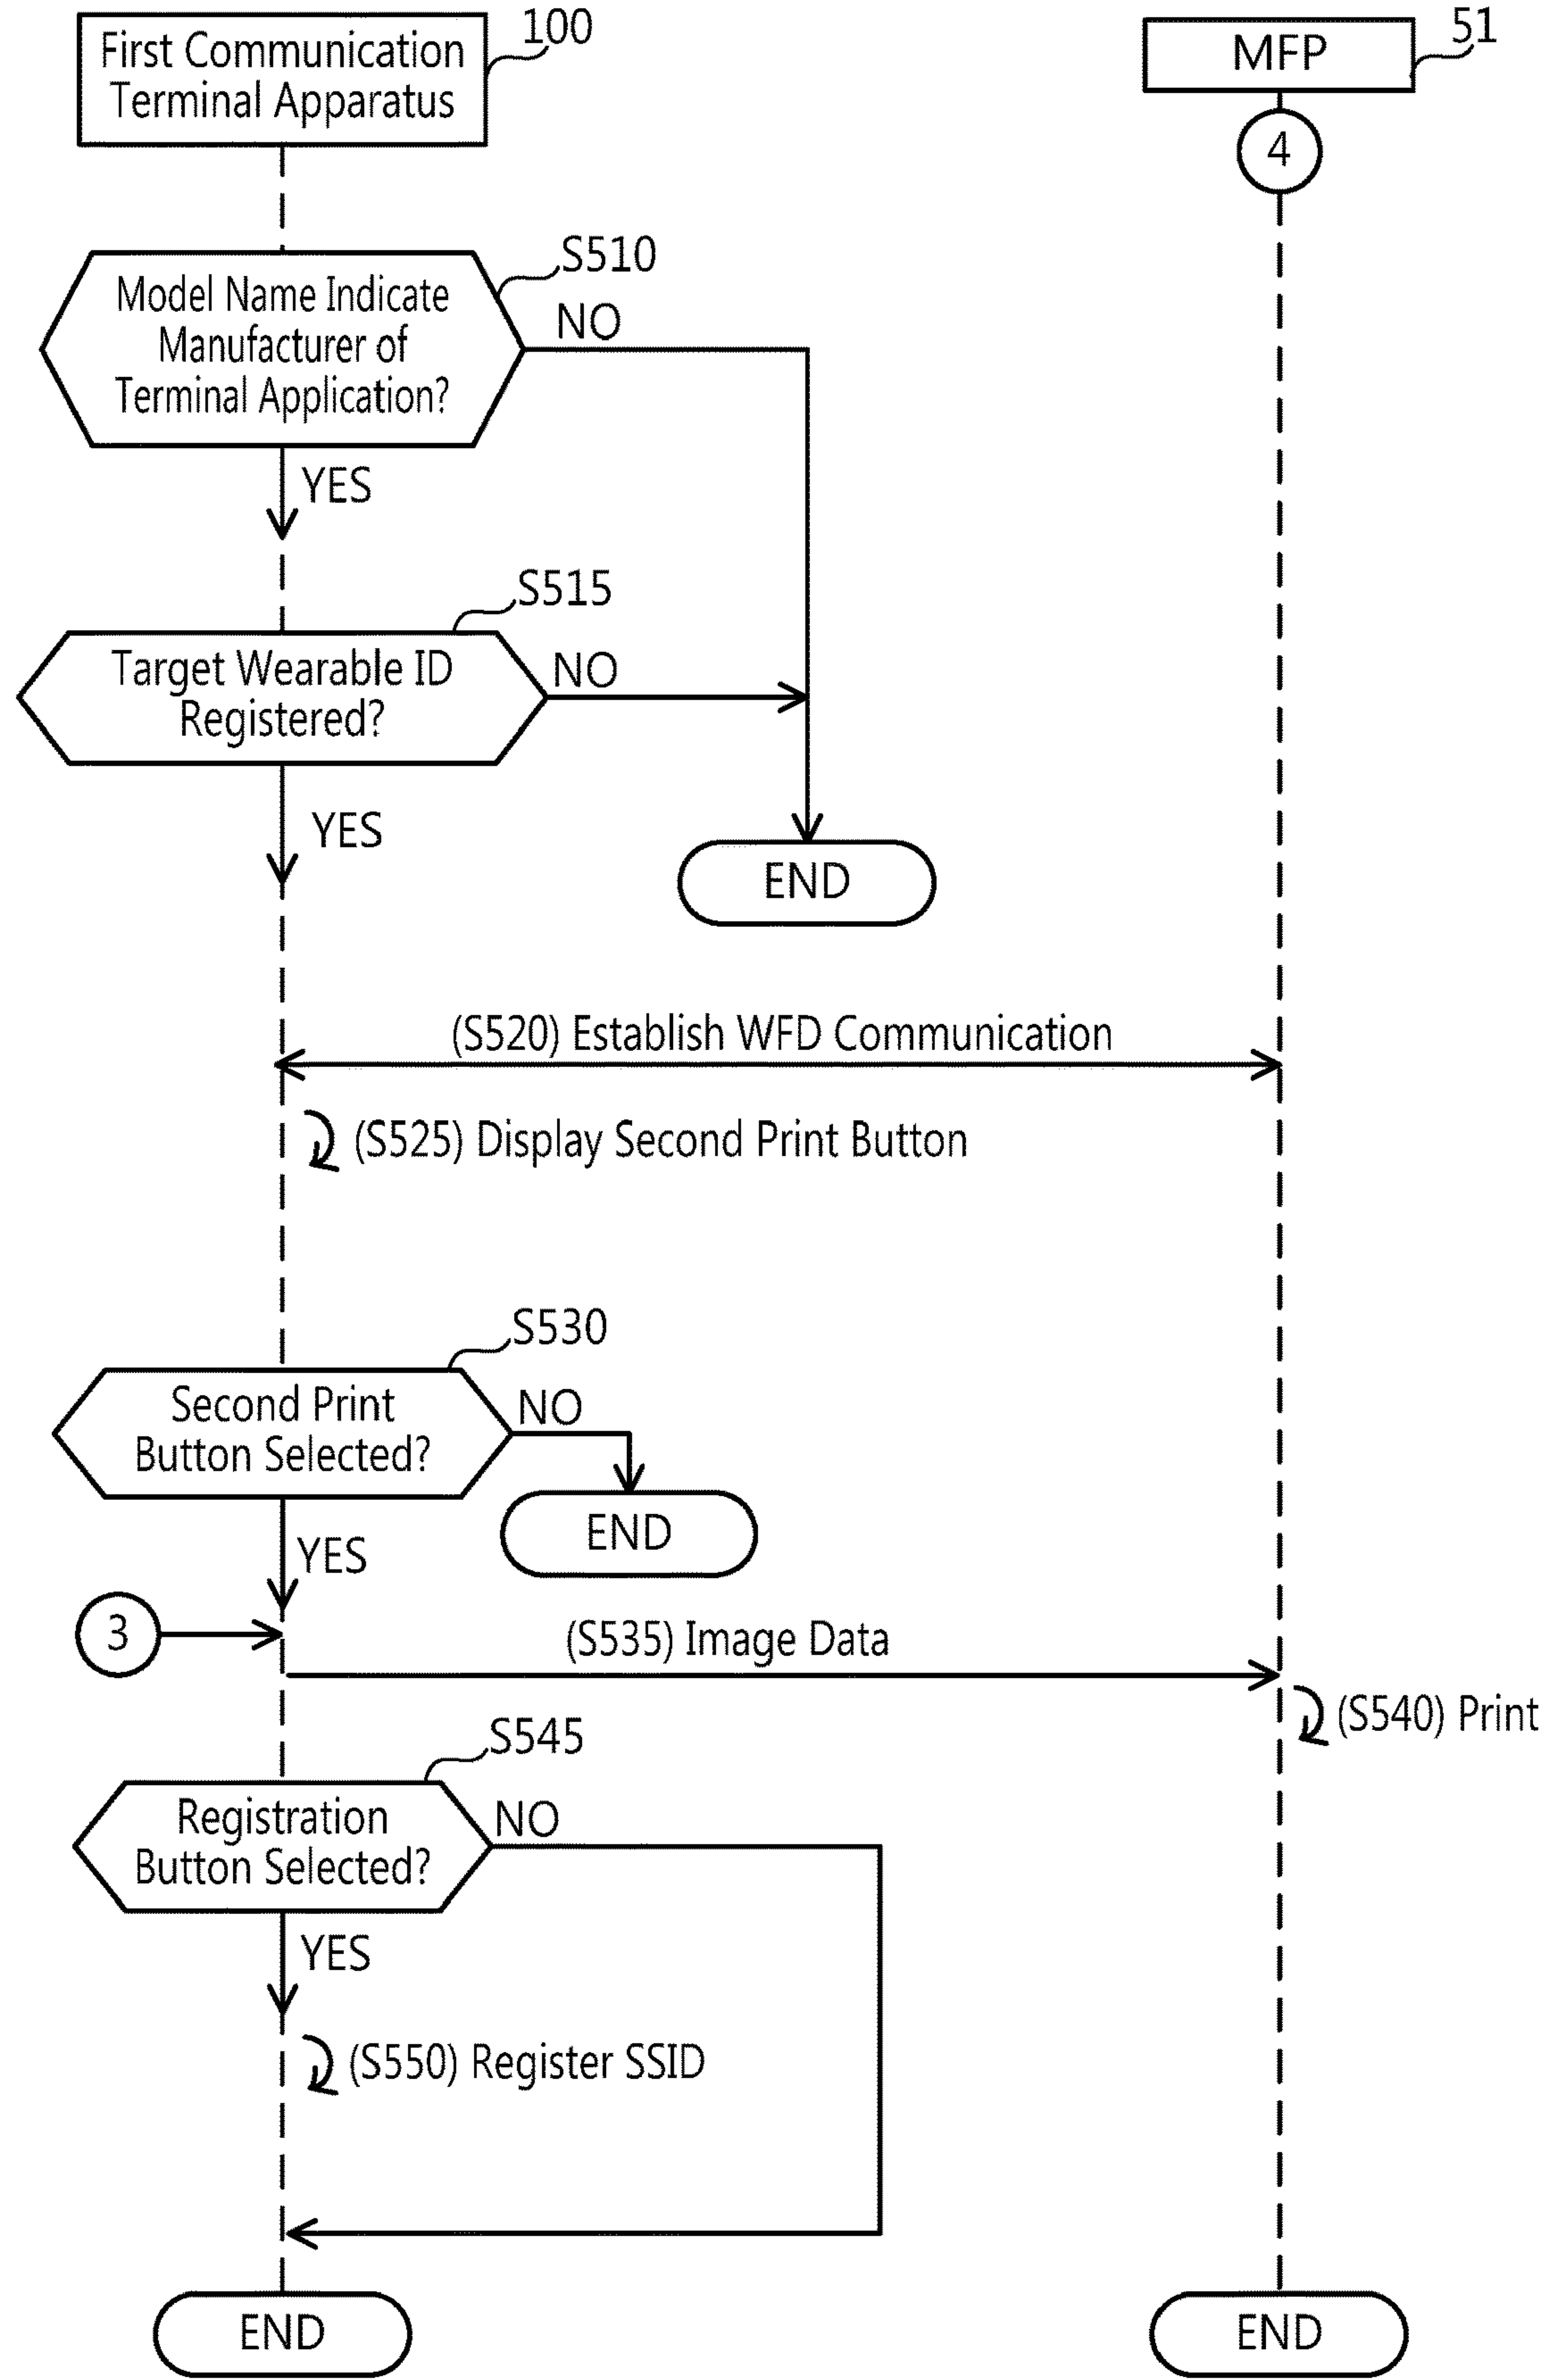 First Communication
Terminal Apparatus
100
MFP
51
4
S510
Model Name Indicate
Manufacturer of
Terminal Application?
NO
YES
S515
Target Wearable ID
Registered?
NO
YES
END
(S520) Establish WFD Communication
(S525) Display Second Print Button
S530
Second Print
Button Selected?
NO
END
YES
3
(S535) Image Data
(S540) Print
S545
Registration
Button Selected?
NO
YES
(S550) Register SSID
END
END